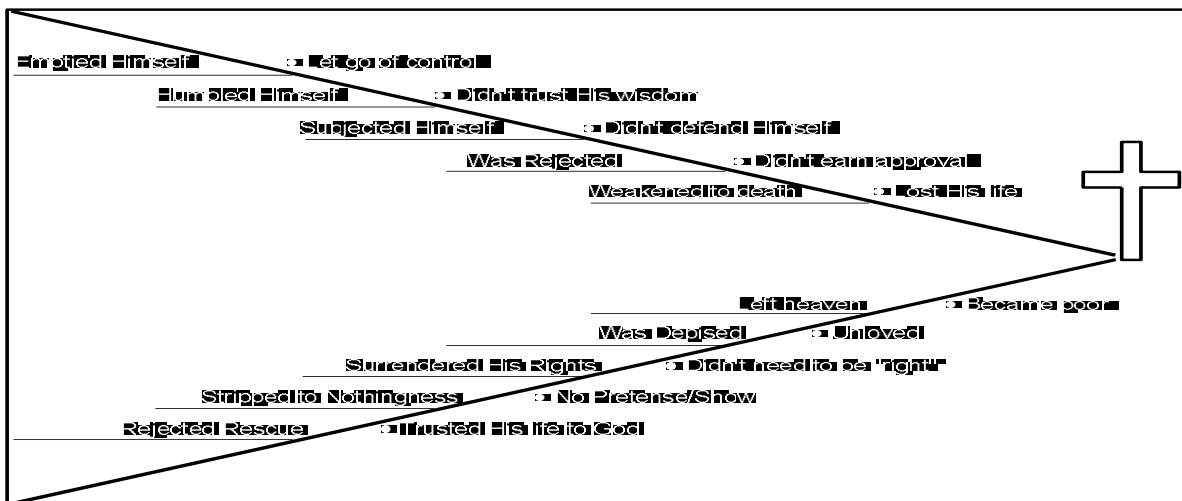 Emptied Himself Let go of control
Humbled Himself Didn't trust His wisdom
Subjected Himself Didn't defend Himself
Was Rejected Didn't earn approval
Weakened to death Lost His life
Left heaven Became poor
Was Depised Unloved
Surrendered His Rights Didn't need to be "right"
Stripped to Nothingness No Pretense/Show
Rejected Rescue Trusted His life to God